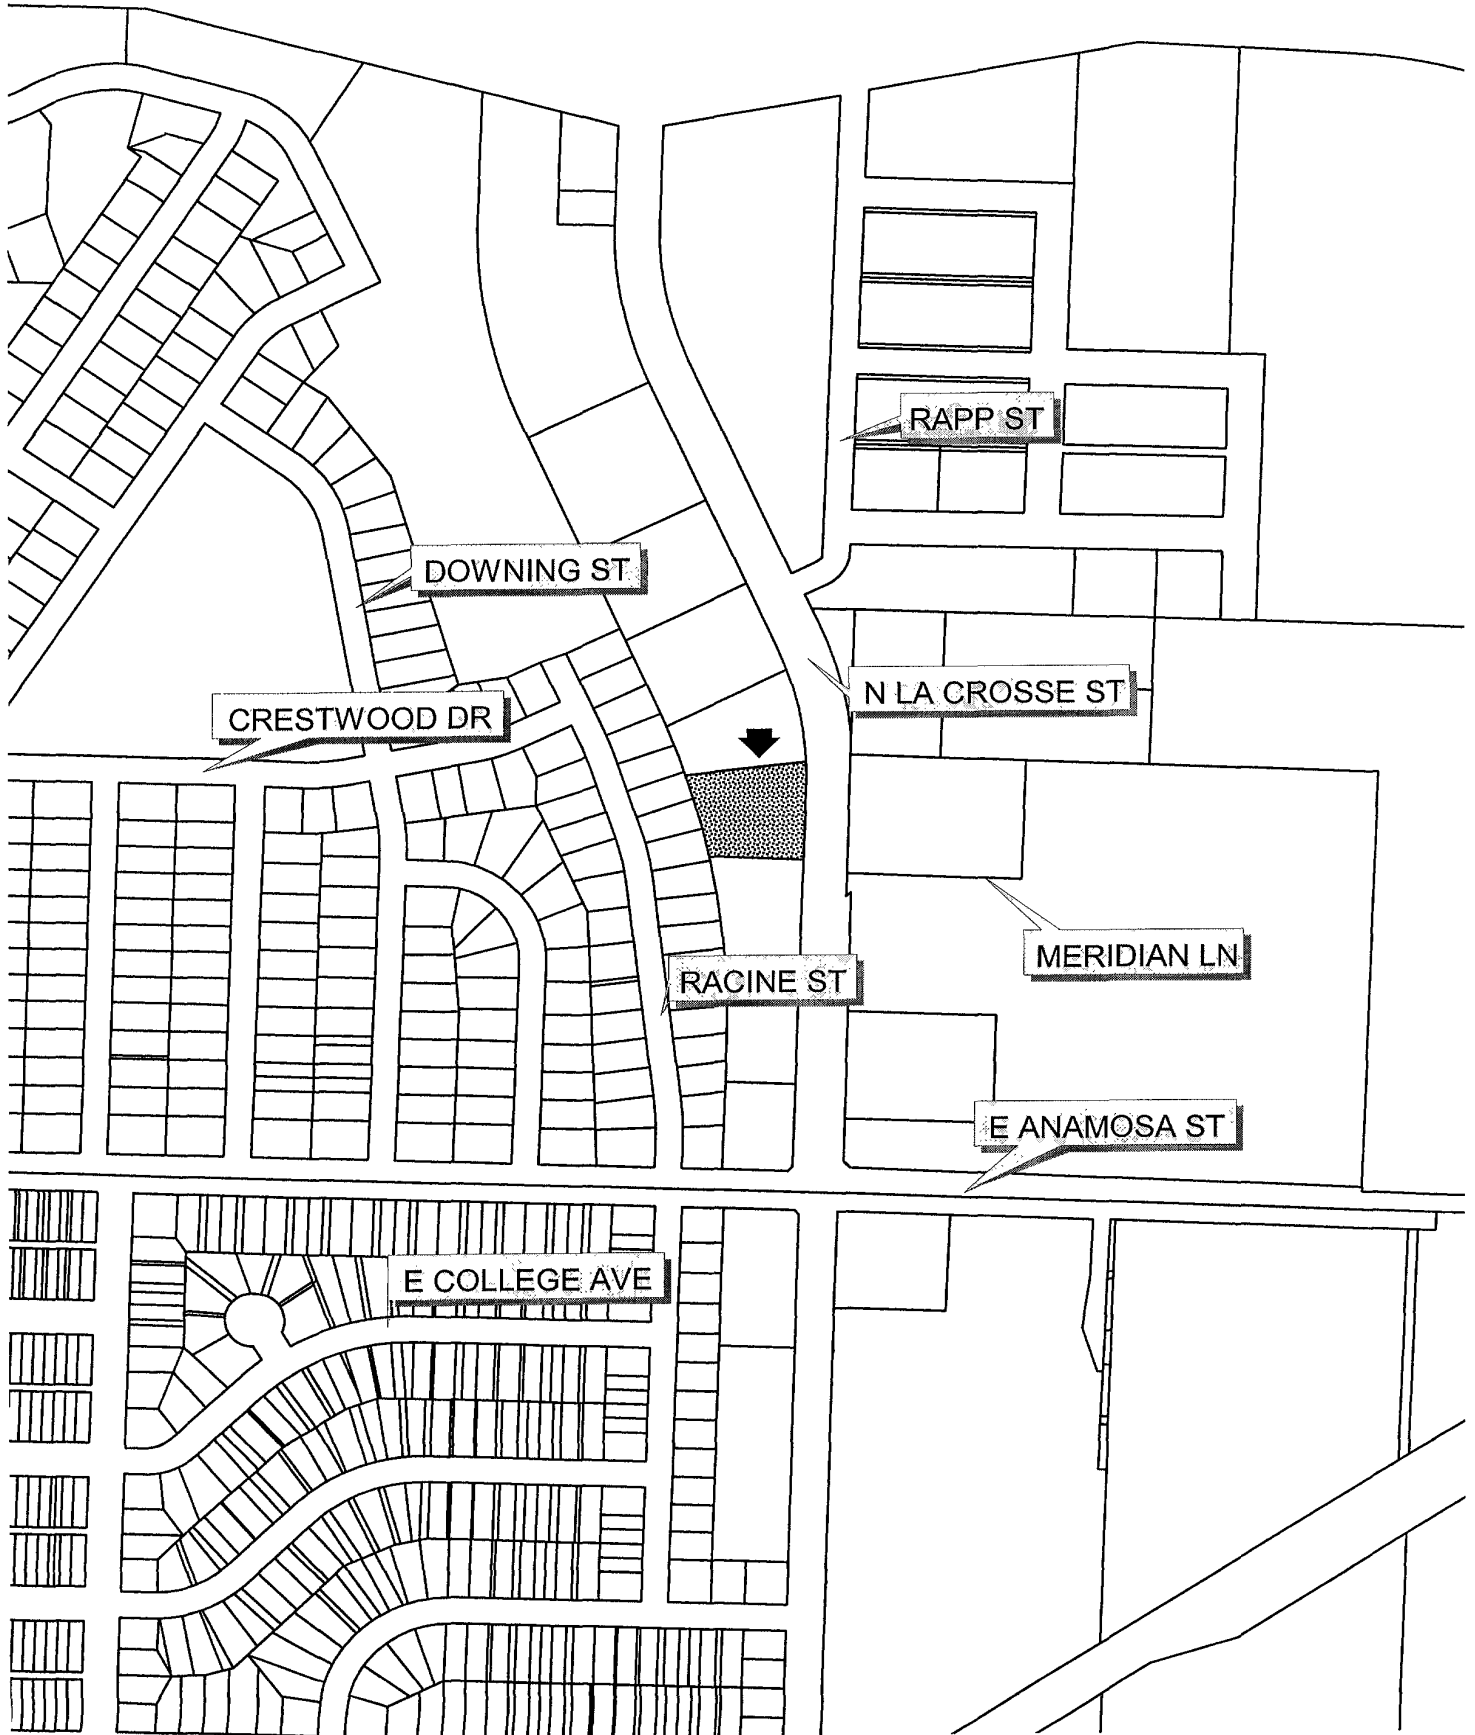 RAPP ST
DOWNING ST
N LA CROSSE ST
CRESTWOOD DR
MERIDIAN LN
RACINE ST
E ANAMOSA ST
E COLLEGE AVE